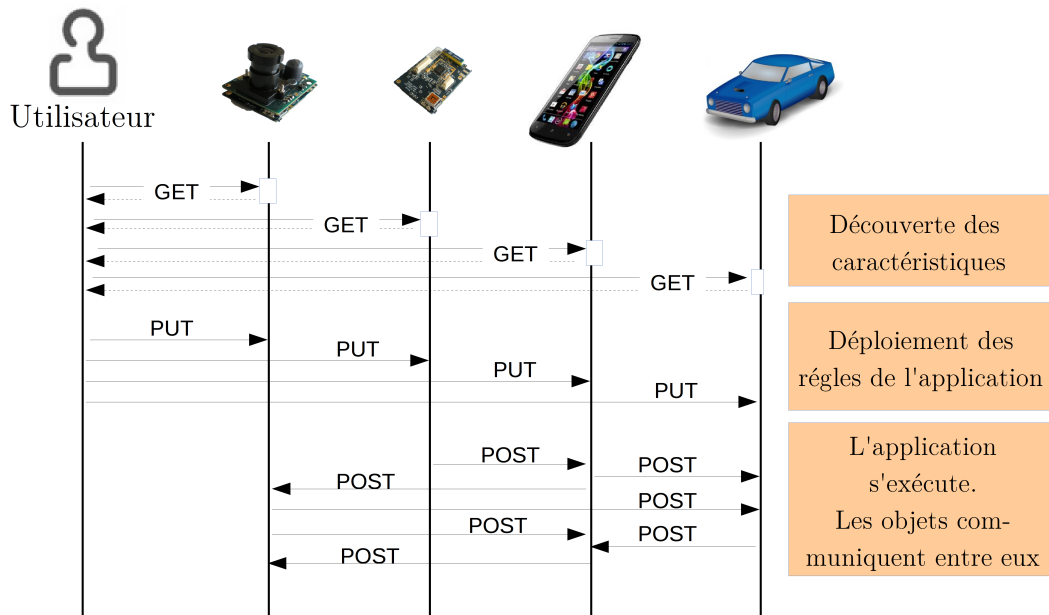 Utilisateur
GET
GET
GET
GET
Découverte des
caractéristiques
PUT
PUT
PUT
PUT
Déploiement des
régles de l'application
POST
POST
POST
POST
POST
POST
POST
L'application
s'exécute.
Les objets com-
muniquent entre eux